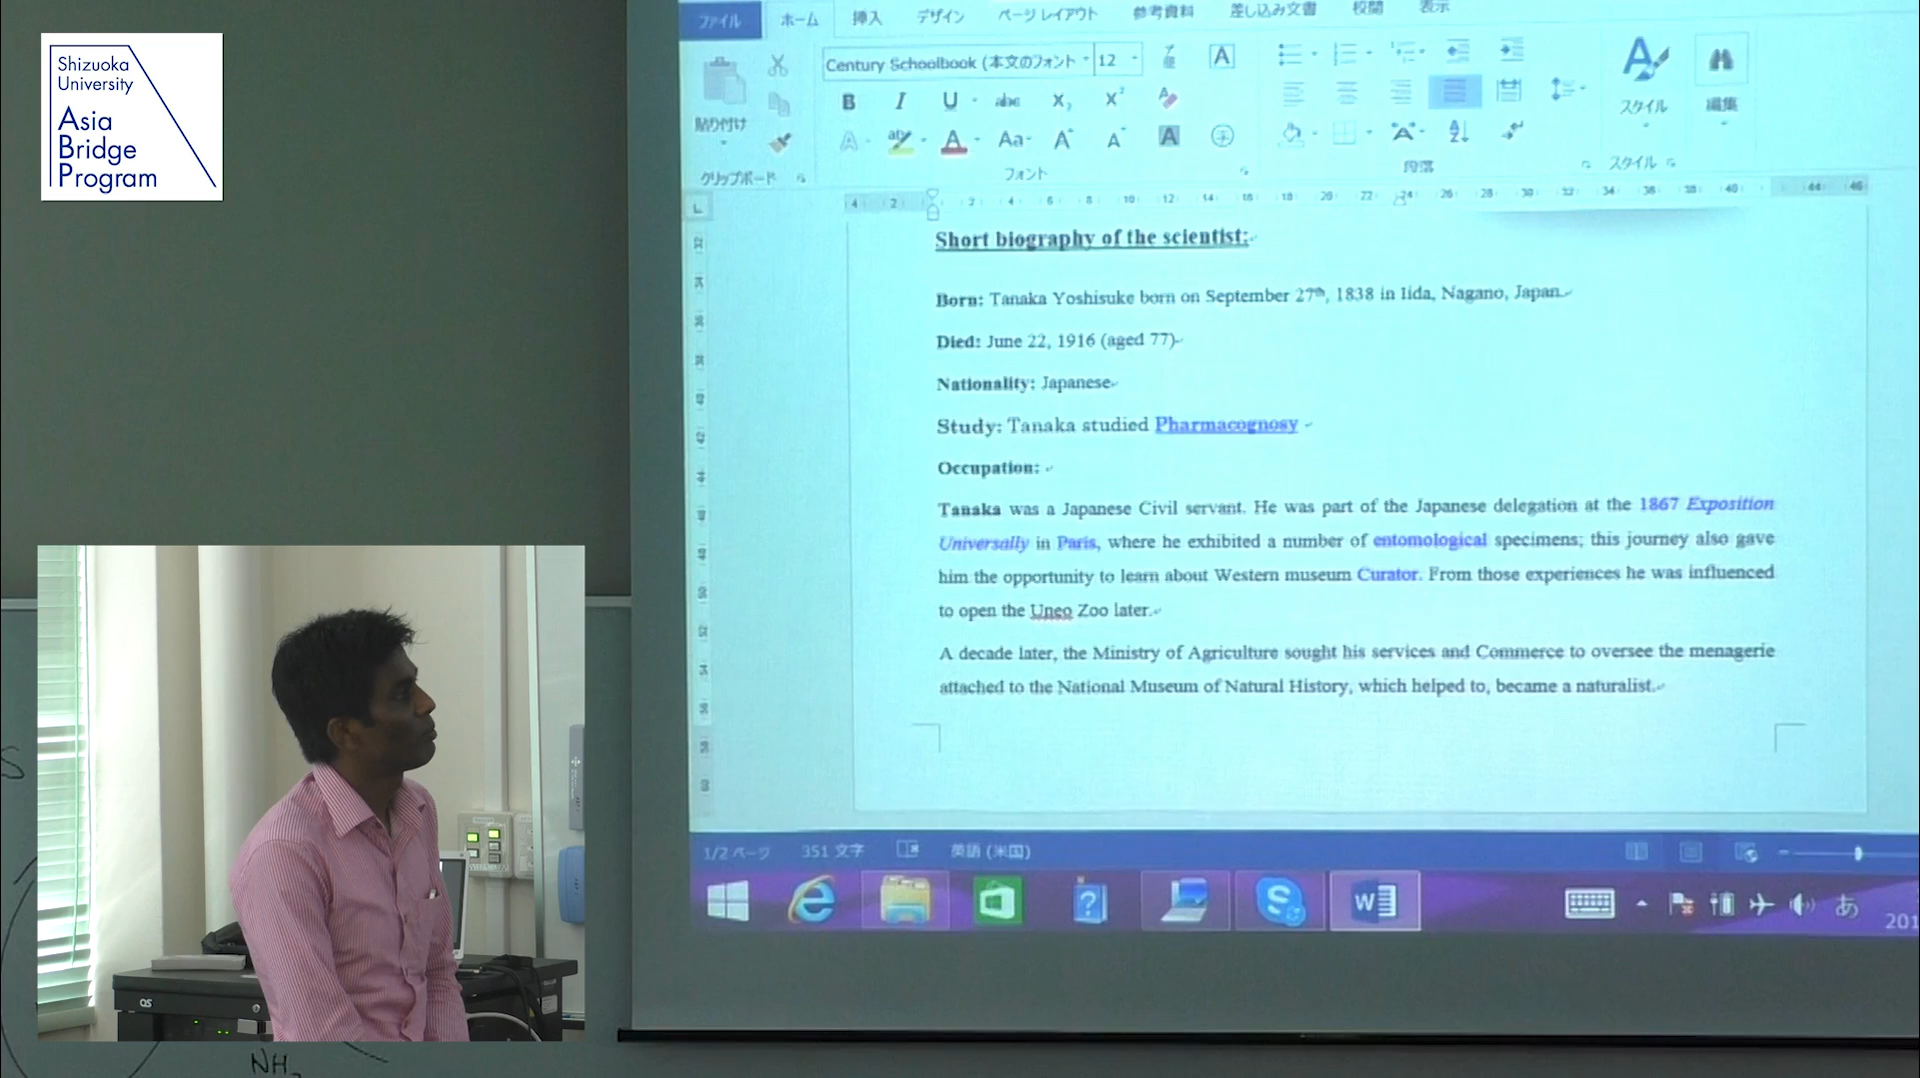 Shizuoka
University
Asia
Bridge
Program
ファイル ホーム 挿入 デザイン ページ レイアウト 参考資料 差し込み文書 校閲 表示
Century Schoolbook (本文のフォント 12
貼り付け スタイル 編集
クリップボード フォント 段落 スタイル
Short biography of the scientist:
Born: Tanaka Yoshisuke born on September 27th, 1838 in Iida, Nagano, Japan.
Died: June 22, 1916 (aged 77)
Nationality: Japanese
Study: Tanaka studied Pharmacognosy
Occupation:
Tanaka was a Japanese Civil servant. He was part of the Japanese delegation at the 1867 Exposition
Universally in Paris, where he exhibited a number of entomological specimens; this journey also gave
him the opportunity to learn about Western museum Curator. From those experiences he was influenced
to open the Uneo Zoo later.
A decade later, the Ministry of Agriculture sought his services and Commerce to oversee the menagerie
attached to the National Museum of Natural History, which helped to, became a naturalist.
1/2 ページ 351 文字 英語 (米国)
あ
201
QS
NH